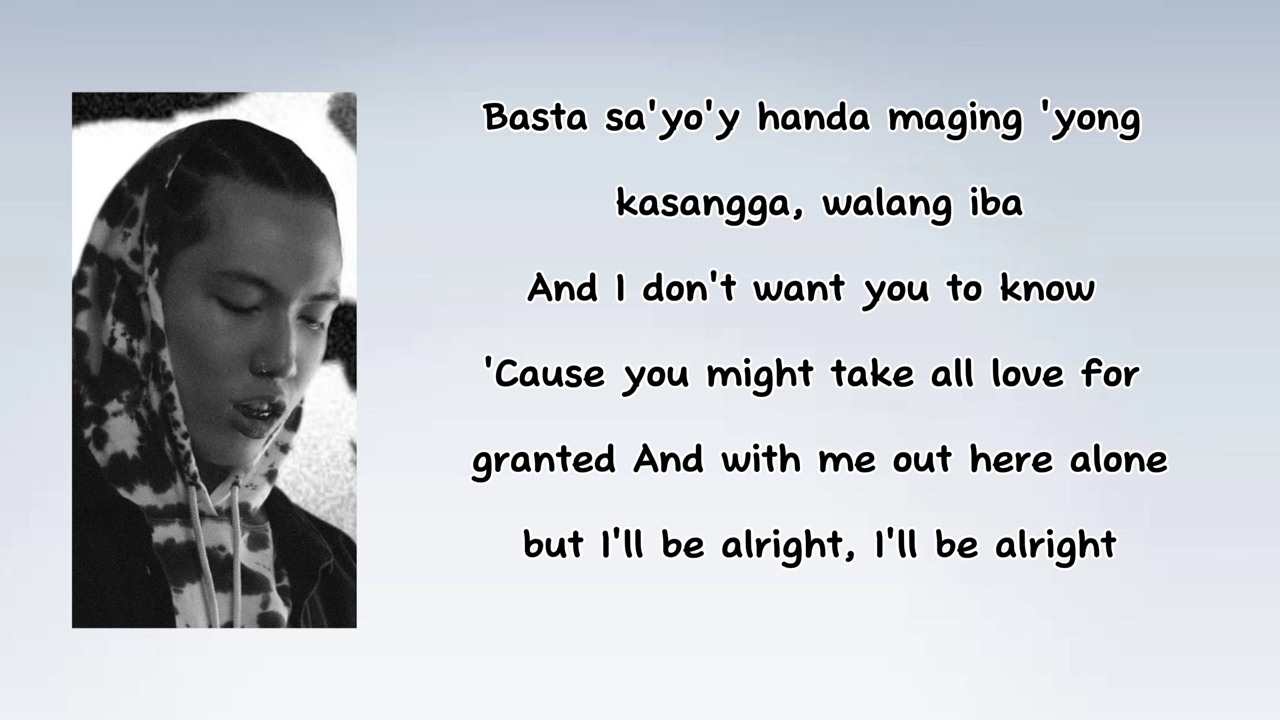 Basta sa'yo'y handa maging 'yong
kasangga, walang iba
And I don't want you to know
'Cause you might take all love for
granted And with me out here alone
but I'll be alright, I'll be alright